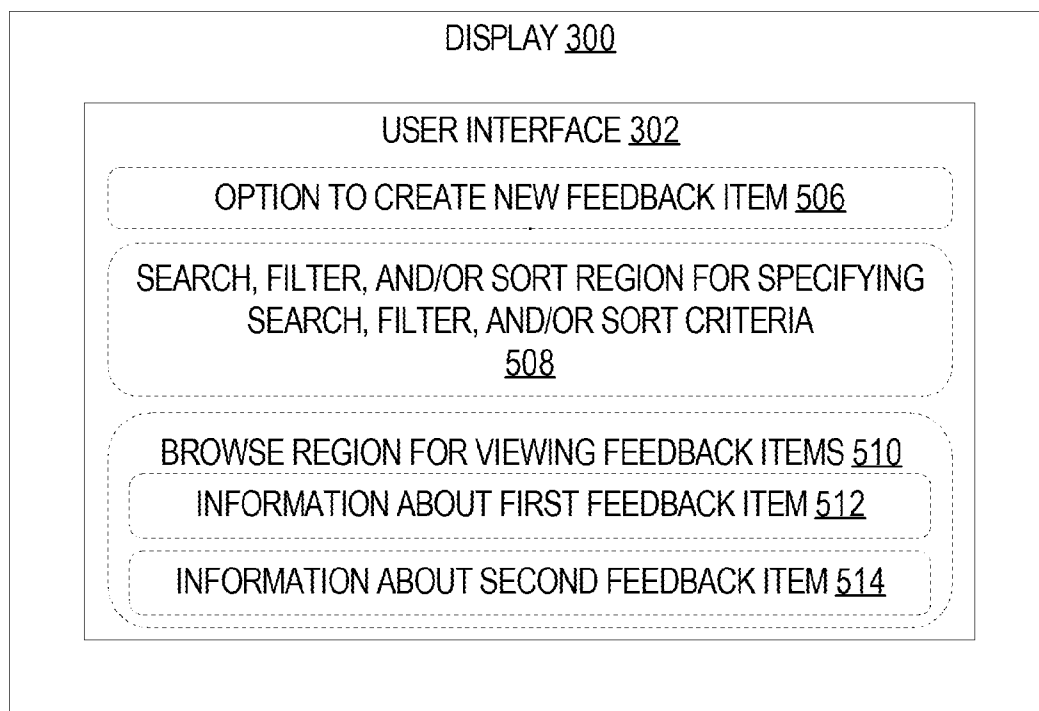 DISPLAY 300
USER INTERFACE 302
OPTION TO CREATE NEW FEEDBACK ITEM 506
SEARCH, FILTER, AND/OR SORT REGION FOR SPECIFYING
SEARCH, FILTER, AND/OR SORT CRITERIA
508
BROWSE REGION FOR VIEWING FEEDBACK ITEMS 510
INFORMATION ABOUT FIRST FEEDBACK ITEM 512
INFORMATION ABOUT SECOND FEEDBACK ITEM 514